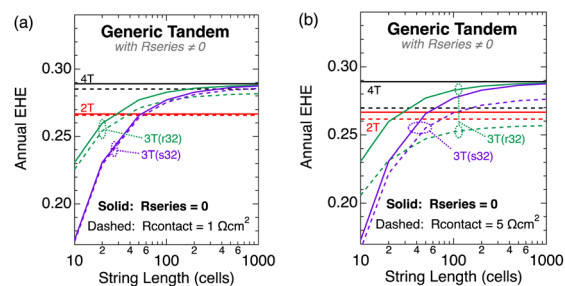 (a)
Generic Tandem
with Rseries ≠ 0
4T
2T
3T(r32)
3T(s32)
Solid: Rseries = 0
Dashed: Rcontact = 1 Ωcm²
Annual EHE
0.30
0.25
0.20
10
2
4
6
100
2
4
6
1000
String Length (cells)
(b)
Generic Tandem
with Rseries ≠ 0
4T
2T
3T(r32)
3T(s32)
Solid: Rseries = 0
Dashed: Rcontact = 5 Ωcm²
Annual EHE
0.30
0.25
0.20
10
2
4
6
100
2
4
6
1000
String Length (cells)